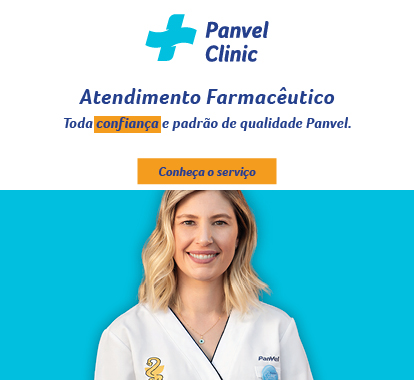 Panvel
Clinic
Atendimento Farmacêutico
Toda confiança e padrão de qualidade Panvel.
Conheça o serviço
Panvel